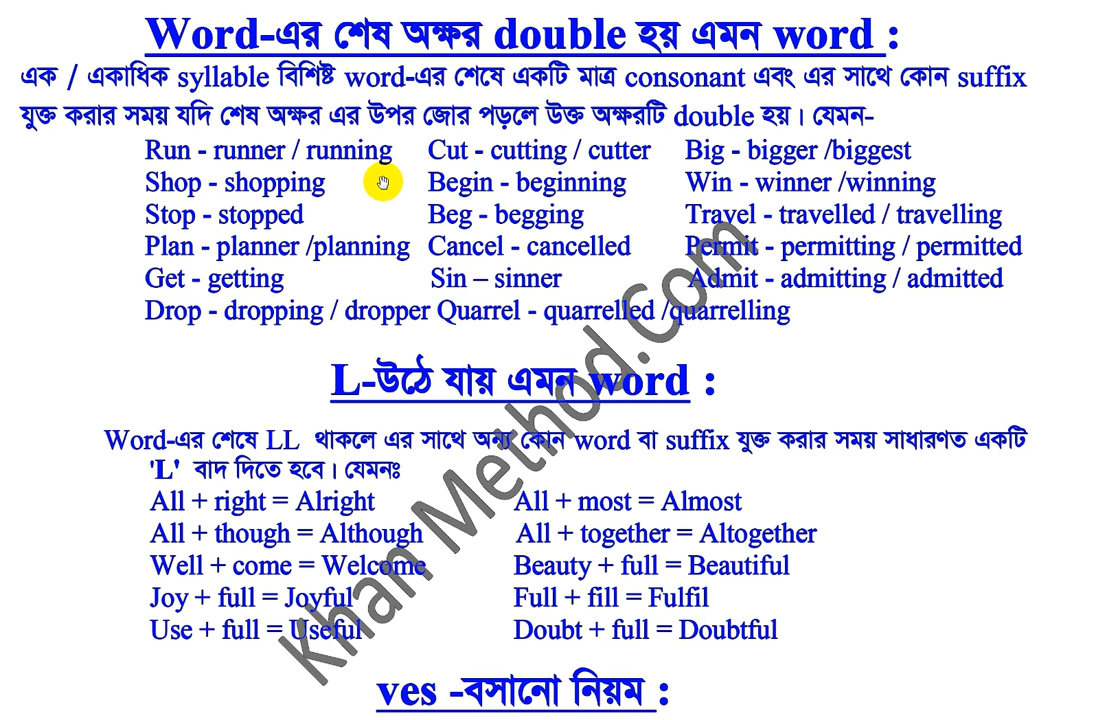 Word-এর শেষ অক্ষর double হয় এমন word :
এক / একাধিক syllable বিশিষ্ট word-এর শেষে একটি মাত্র consonant এবং এর সাথে কোন suffix
যুক্ত করার সময় যদি শেষ অক্ষর এর উপর জোর পড়লে উক্ত অক্ষরটি double হয়। যেমন-
Run - runner / running Cut - cutting / cutter Big - bigger /biggest
Shop - shopping Begin - beginning Win - winner /winning
Stop - stopped Beg - begging Travel - travelled / travelling
Plan - planner /planning Cancel - cancelled Permit - permitting / permitted
Get - getting Sin – sinner Admit - admitting / admitted
Drop - dropping / dropper Quarrel - quarrelled /quarrelling
L-উঠে যায় এমন word :
Word-এর শেষে LL থাকলে এর সাথে অন্য কোন word বা suffix যুক্ত করার সময় সাধারণত একটি
'L' বাদ দিতে হবে। যেমনঃ
All + right = Alright All + most = Almost
All + though = Although All + together = Altogether
Well + come = Welcome Beauty + full = Beautiful
Joy + full = Joyful Full + fill = Fulfil
Use + full = Useful Doubt + full = Doubtful
ves -বসানো নিয়ম :
Khan Method.Com